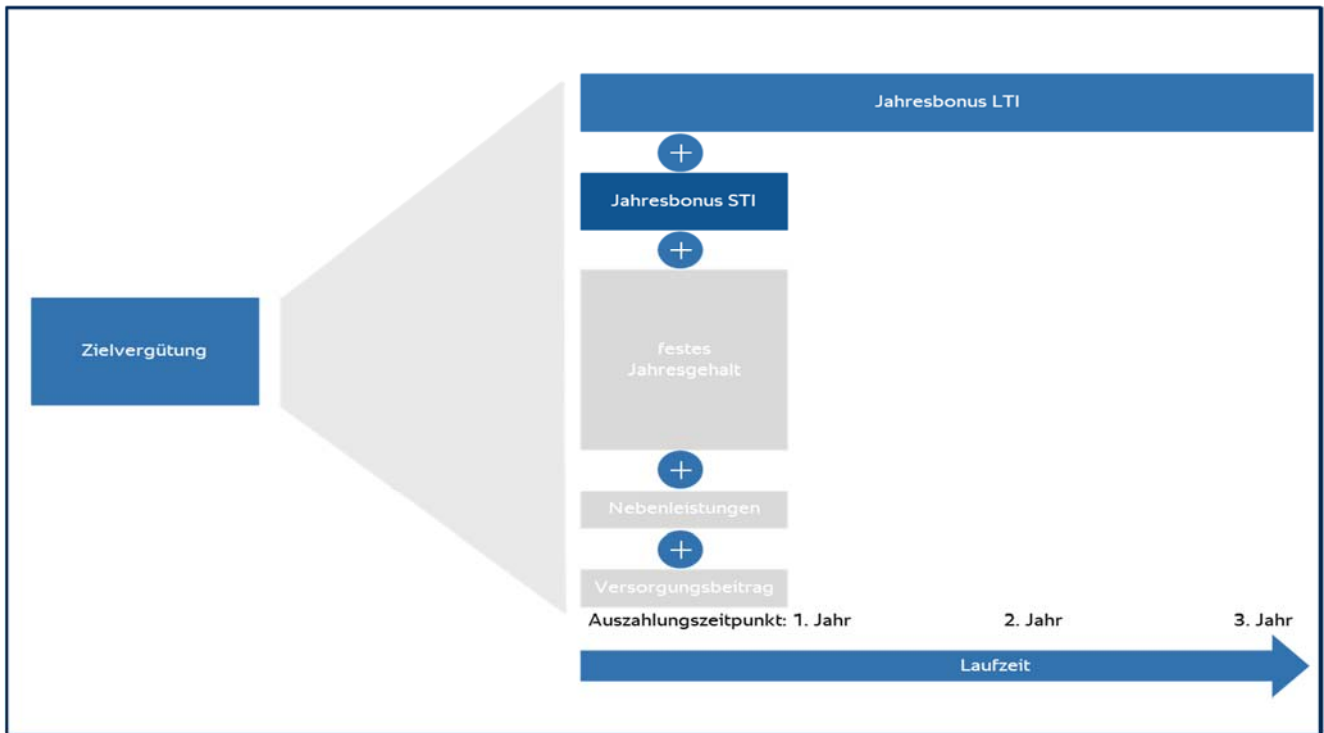 Jahresbonus LTI
+
Jahresbonus STI
+
Zielvergütung
festes
Jahresgehalt
+
Nebenleistungen
+
Versorgungsbeitrag
Auszahlungszeitpunkt: 1. Jahr 2. Jahr 3. Jahr
Laufzeit